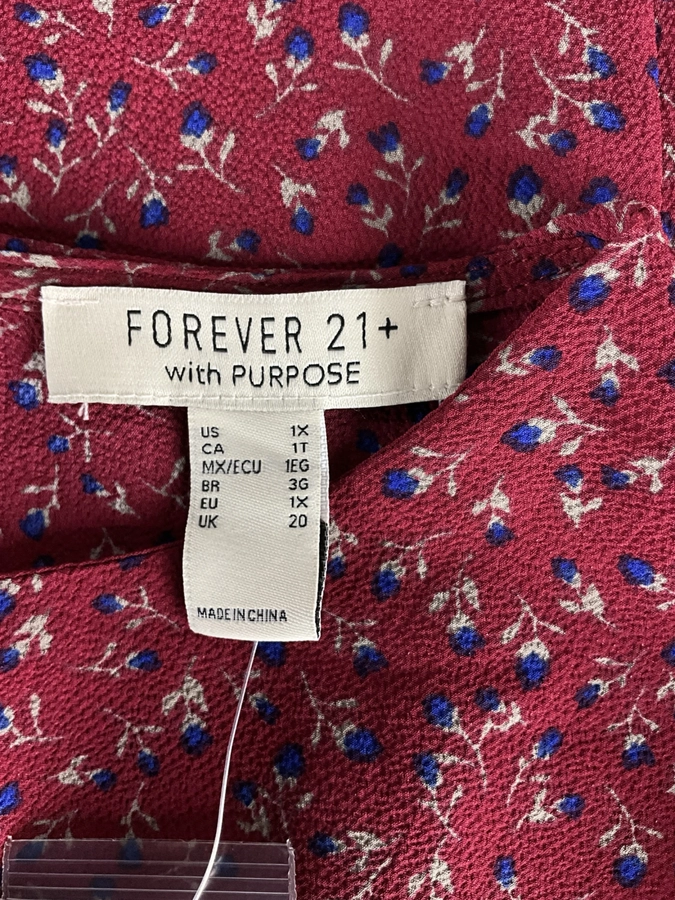 FOREVER 21+
with PURPOSE
US 1X
CA 1T
MX/ECU 1EG
BR 3G
EU 1X
UK 20
MADE IN CHINA